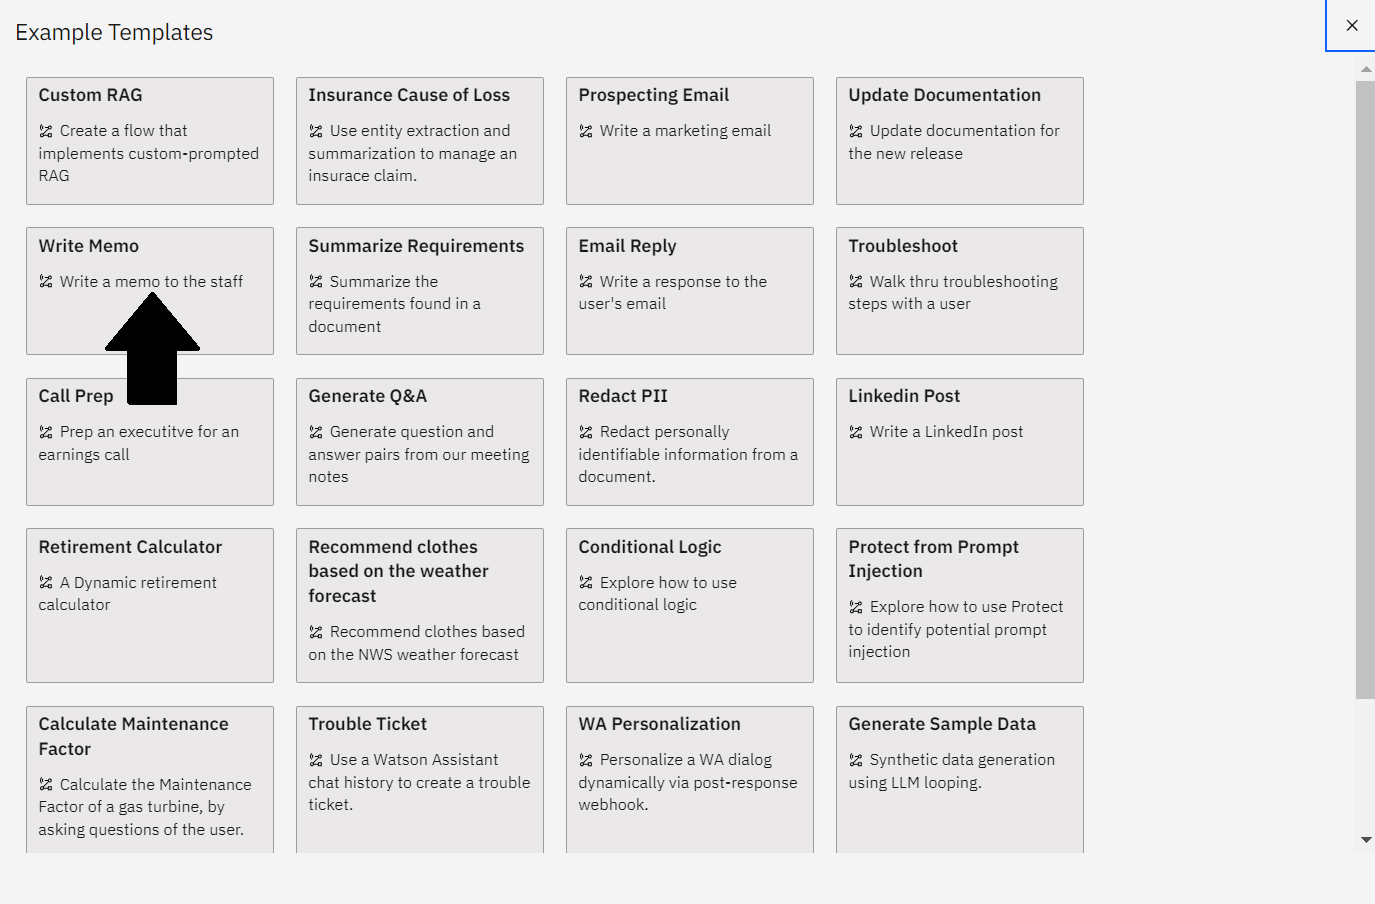 Example Templates
Custom RAG
Create a flow that
implements custom-prompted
RAG
Insurance Cause of Loss
Use entity extraction and
summarization to manage an
insurace claim.
Prospecting Email
Write a marketing email
Update Documentation
Update documentation for
the new release
Write Memo
Write a memo to the staff
Summarize Requirements
Summarize the
requirements found in a
document
Email Reply
Write a response to the
user's email
Troubleshoot
Walk thru troubleshooting
steps with a user
Call Prep
Prep an executitve for an
earnings call
Generate Q&A
Generate question and
answer pairs from our meeting
notes
Redact PII
Redact personally
identifiable information from a
document.
Linkedin Post
Write a LinkedIn post
Retirement Calculator
A Dynamic retirement
calculator
Recommend clothes
based on the weather
forecast
Recommend clothes based
on the NWS weather forecast
Conditional Logic
Explore how to use
conditional logic
Protect from Prompt
Injection
Explore how to use Protect
to identify potential prompt
injection
Calculate Maintenance
Factor
Calculate the Maintenance
Factor of a gas turbine, by
asking questions of the user.
Trouble Ticket
Use a Watson Assistant
chat history to create a trouble
ticket.
WA Personalization
Personalize a WA dialog
dynamically via post-response
webhook.
Generate Sample Data
Synthetic data generation
using LLM looping.